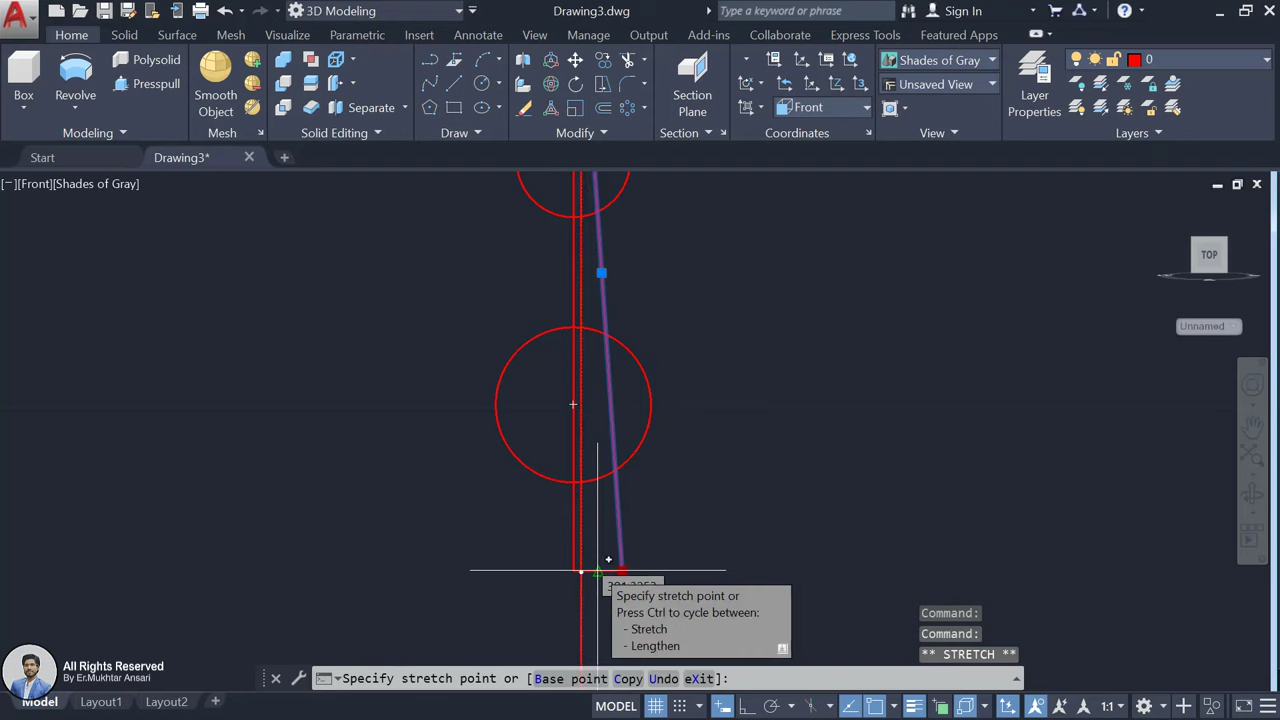 3D Modeling
Drawing3.dwg
Type a keyword or phrase
Sign In
Home Solid Surface Mesh Visualize Parametric Insert Annotate View Manage Output Add-ins Collaborate Express Tools Featured Apps
Polysolid
Presspull
Box
Revolve
Smooth
Object
Separate
Section
Plane
Front
Shades of Gray
Unsaved View
Layer
Properties
0
Modeling
Mesh
Solid Editing
Draw
Modify
Section
Coordinates
View
Layers
Start
Drawing3*
[−][Front][Shades of Gray]
TOP
Unnamed
Specify stretch point or
Press Ctrl to cycle between:
- Stretch
- Lengthen
Command:
Command:
** STRETCH **
Specify stretch point or [Base point Copy Undo eXit]:
All Rights Reserved
By Er.Mukhtar Ansari
Model
Layout1
Layout2
MODEL
1:1